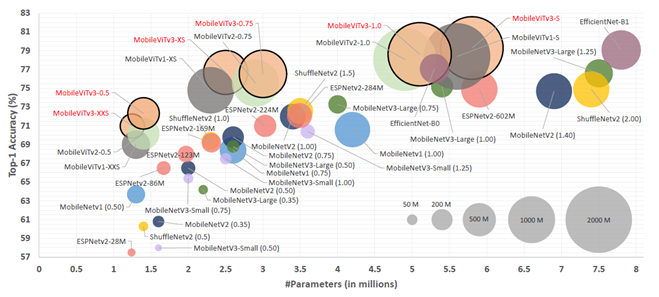 83
81
79
77
75
73
71
69
67
65
63
61
59
57
Top-1 Accuracy (%)
MobileViTv3-0.75
MobileViTv3-XS
MobileViTv2-0.75
MobileViTv1-XS
MobileViTv3-0.5
MobileViTv3-XXS
MobileViTv2-0.5
MobileViTv1-XXS
MobileViTv3-1.0
MobileViTv2-1.0
MobileViTv3-S
MobileViTv1-S
EfficientNet-B1
MobileNetV3-Large (1.25)
ShuffleNetv2 (1.5)
ESPNetv2-284M
ESPNetv2-224M
ShuffleNetv2 (1.0)
ESPNetv2-169M
MobileNetV3-Large (0.75)
EfficientNet-B0
ESPNetv2-602M
ShuffleNetv2 (2.00)
MobileNetV2 (1.40)
MobileNetV3-Large (1.00)
MobileNetv1 (1.00)
MobileNetV3-Small (1.25)
MobileNetV2 (1.00)
MobileNetV2 (0.75)
MobileNetV3-Large (0.50)
MobileNetv1 (0.75)
MobileNetV3-Small (1.00)
ESPNetv2-123M
ESPNetv2-86M
MobileNetV2 (0.50)
MobileNetV3-Large (0.35)
MobileNetv1 (0.50)
MobileNetV3-Small (0.75)
MobileNetV2 (0.35)
ShuffleNetv2 (0.5)
ESPNetv2-28M
MobileNetV3-Small (0.50)
50 M
200 M
500 M
1000 M
2000 M
0 0.5 1 1.5 2 2.5 3 3.5 4 4.5 5 5.5 6 6.5 7 7.5 8
#Parameters (in millions)